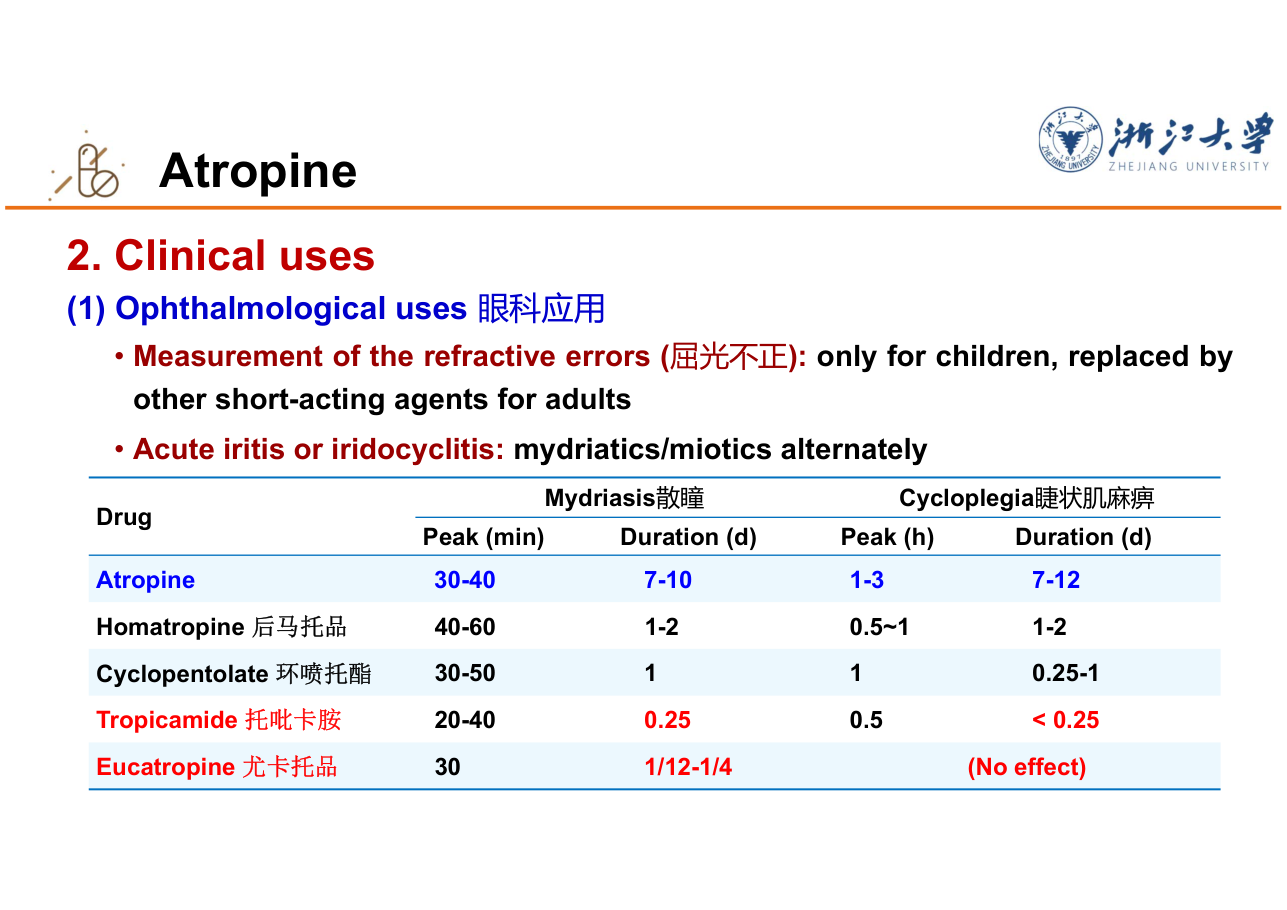 Atropine
浙江大学
ZHEJIANG UNIVERSITY
浙江大学
ZHEJIANG UNIVERSITY
1897
2. Clinical uses
(1) Ophthalmological uses 眼科应用
• Measurement of the refractive errors (屈光不正): only for children, replaced by
other short-acting agents for adults
• Acute iritis or iridocyclitis: mydriatics/miotics alternately
Drug Mydriasis散瞳 Cycloplegia睫状肌麻痹
Peak (min) Duration (d) Peak (h) Duration (d)
Atropine 30-40 7-10 1-3 7-12
Homatropine 后马托品 40-60 1-2 0.5~1 1-2
Cyclopentolate 环喷托酯 30-50 1 1 0.25-1
Tropicamide 托吡卡胺 20-40 0.25 0.5 < 0.25
Eucatropine 尤卡托品 30 1/12-1/4 (No effect)